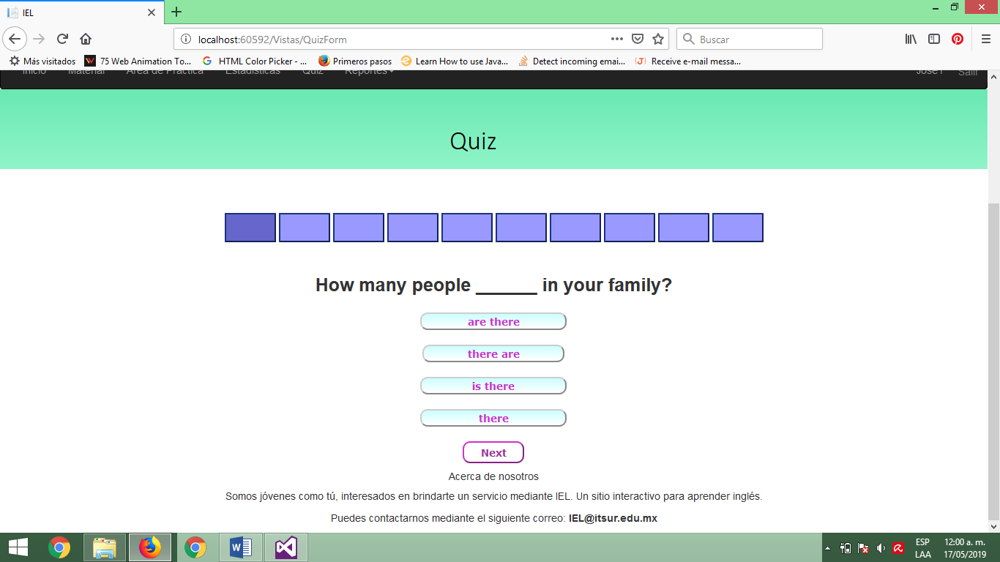 IEL
localhost:60592/Vistas/QuizForm
Buscar
Más visitados 75 Web Animation To... HTML Color Picker - ... Primeros pasos Learn How to use Java... Detect incoming emai... Receive e-mail messa...
Inicio Material Área de Práctica Estadísticas Quiz Reportes Salir
Quiz
How many people ______ in your family?
are there
there are
is there
there
Next
Acerca de nosotros
Somos jóvenes como tú, interesados en brindarte un servicio mediante IEL. Un sitio interactivo para aprender inglés.
Puedes contactarnos mediante el siguiente correo: IEL@itsur.edu.mx
ESP 12:00 a. m.
LAA 17/05/2019